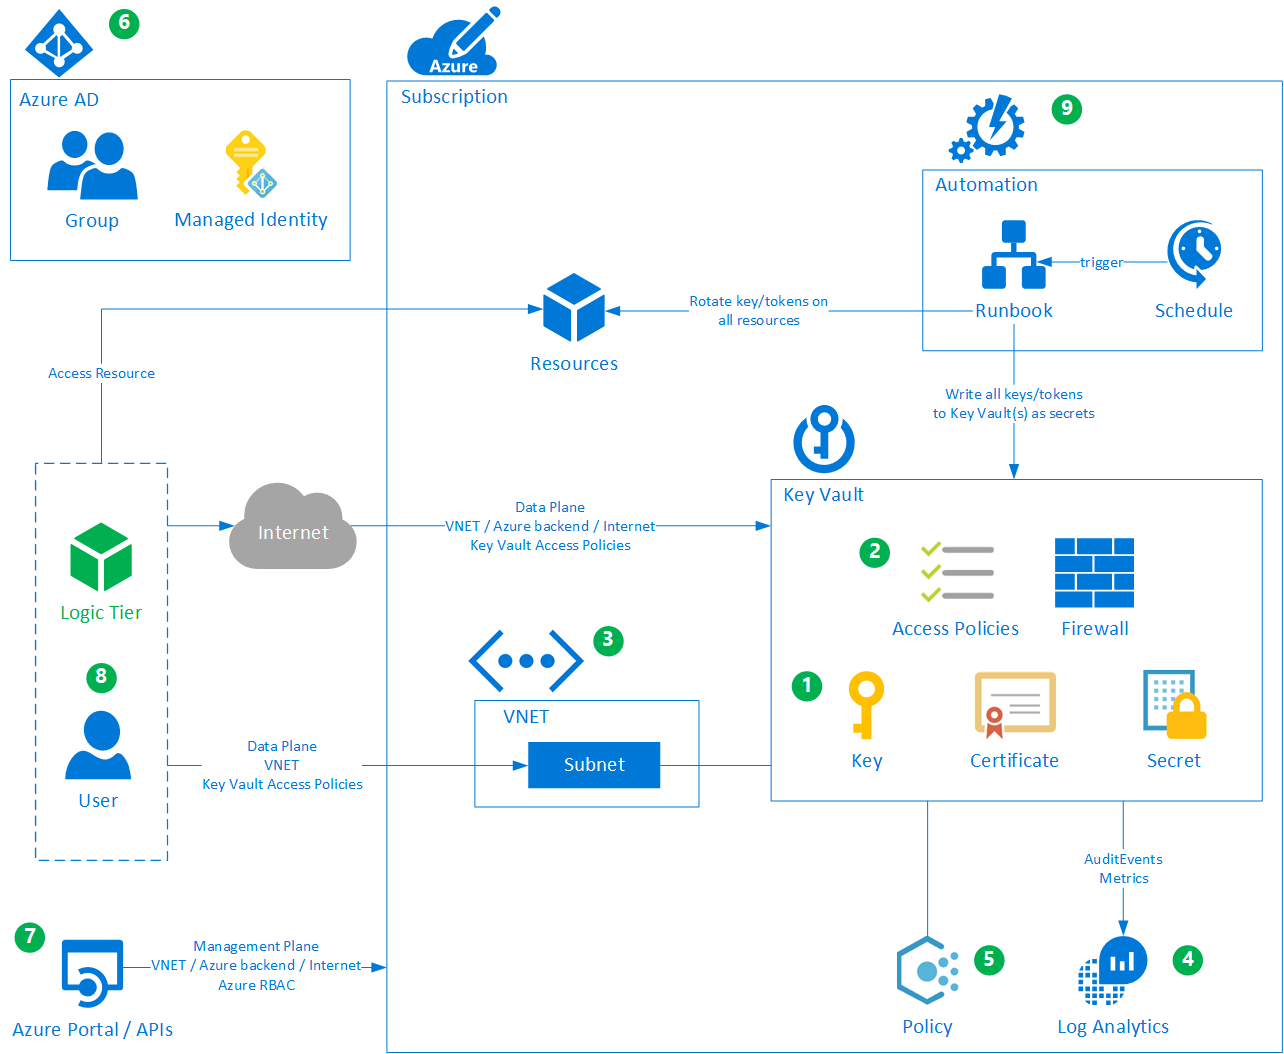 6
Azure
Azure AD
Subscription
9
Automation
Group
Managed Identity
trigger
Rotate key/tokens on
all resources
Runbook
Schedule
Resources
Access Resource
Write all keys/tokens
to Key Vault(s) as secrets
Key Vault
Data Plane
VNET / Azure backend / Internet
Key Vault Access Policies
Internet
2
Logic Tier
Access Policies
Firewall
3
8
1
VNET
Data Plane
VNET
Key Vault Access Policies
Subnet
Key
Certificate
Secret
User
AuditEvents
Metrics
7
Management Plane
VNET / Azure backend / Internet
Azure RBAC
5
4
Azure Portal / APIs
Policy
Log Analytics